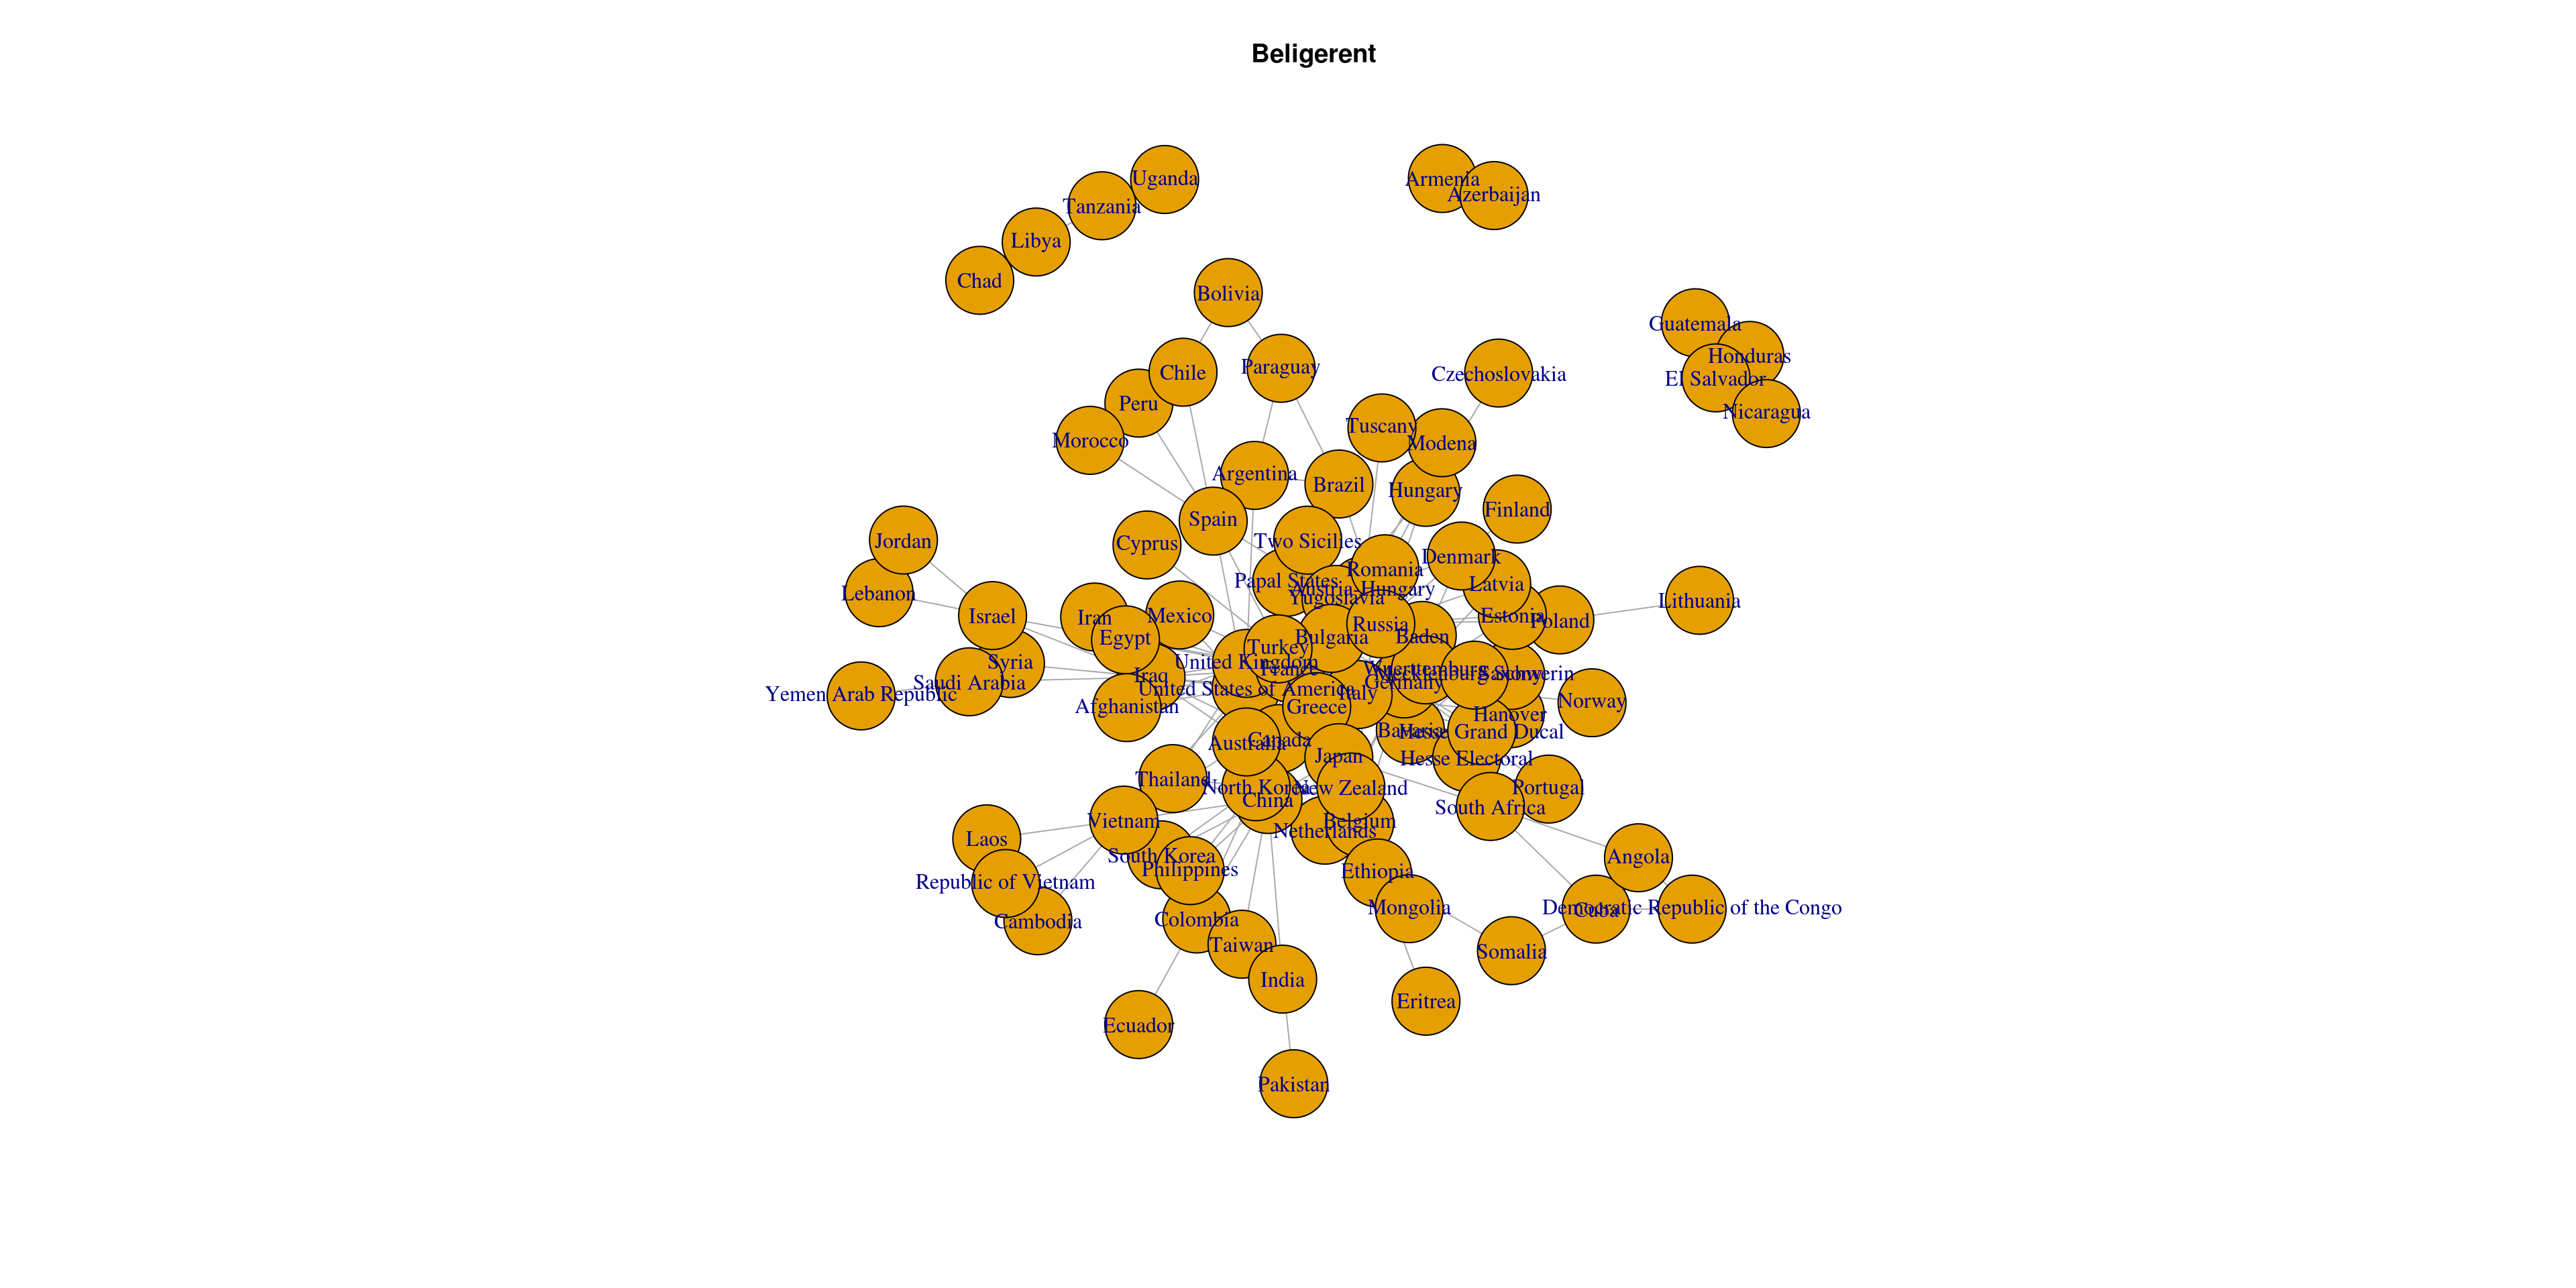 Beligerent
Uganda
Armenia
Azerbaijan
Tanzania
Libya
Chad
Bolivia
Guatemala
Honduras
El Salvador
Nicaragua
Chile
Paraguay
Czechoslovakia
Peru
Morocco
Tuscany
Modena
Argentina
Brazil
Hungary
Finland
Spain
Jordan
Cyprus
Two Sicilies
Denmark
Romania
Papal States
Austria-Hungary
Latvia
Lebanon
Yugoslavia
Lithuania
Israel
Iran
Mexico
Estonia
Poland
Egypt
Russia
Bulgaria
Baden
Turkey
Syria
United Kingdom
France
Wuerttemburg
Mecklenburg Schwerin
Saxony
Iraq
Saudi Arabia
Germany
Yemen Arab Republic
United States of America
Italy
Norway
Afghanistan
Greece
Hanover
Bavaria
Hesse Grand Ducal
Australia
Canada
Japan
Hesse Electoral
Thailand
North Korea
New Zealand
Portugal
China
South Africa
Vietnam
Belgium
Netherlands
Laos
South Korea
Angola
Philippines
Ethiopia
Republic of Vietnam
Mongolia
Democratic Republic of the Congo
Cuba
Cambodia
Colombia
Taiwan
Somalia
India
Eritrea
Ecuador
Pakistan